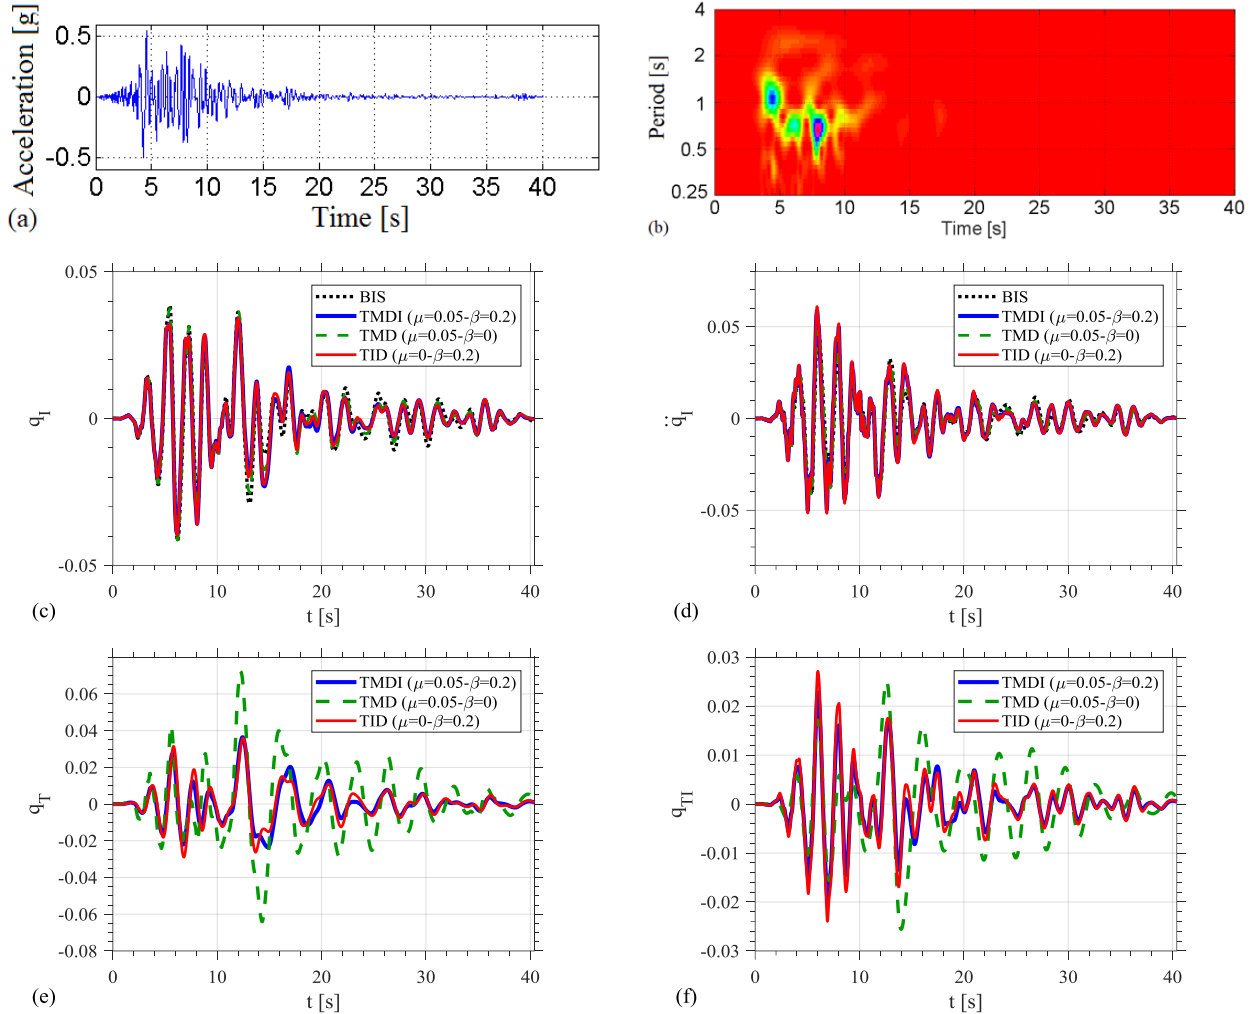 Acceleration [g]
0.5
0
-0.5
0 5 10 15 20 25 30 35 40
Time [s]
(a)
Period [s]
4
2
1
0.5
0.25
0 5 10 15 20 25 30 35 40
Time [s]
(b)
0.05
0
-0.05
q_I
BIS
TMDI (μ=0.05-β=0.2)
TMD (μ=0.05-β=0)
TID (μ=0-β=0.2)
0 10 20 30 40
t [s]
(c)
0.05
0
-0.05
q̈_I
BIS
TMDI (μ=0.05-β=0.2)
TMD (μ=0.05-β=0)
TID (μ=0-β=0.2)
0 10 20 30 40
t [s]
(d)
0.06
0.04
0.02
0
-0.02
-0.04
-0.06
-0.08
q_T
TMDI (μ=0.05-β=0.2)
TMD (μ=0.05-β=0)
TID (μ=0-β=0.2)
0 10 20 30 40
t [s]
(e)
0.03
0.02
0.01
0
-0.01
-0.02
-0.03
q_TI
TMDI (μ=0.05-β=0.2)
TMD (μ=0.05-β=0)
TID (μ=0-β=0.2)
0 10 20 30 40
t [s]
(f)